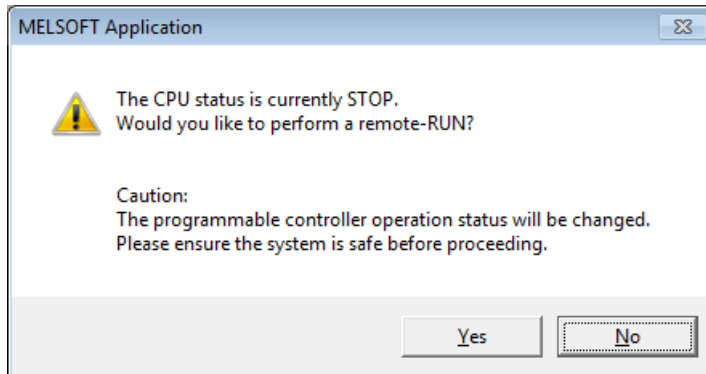 MELSOFT Application
The CPU status is currently STOP.
Would you like to perform a remote-RUN?
Caution:
The programmable controller operation status will be changed.
Please ensure the system is safe before proceeding.
Yes
No